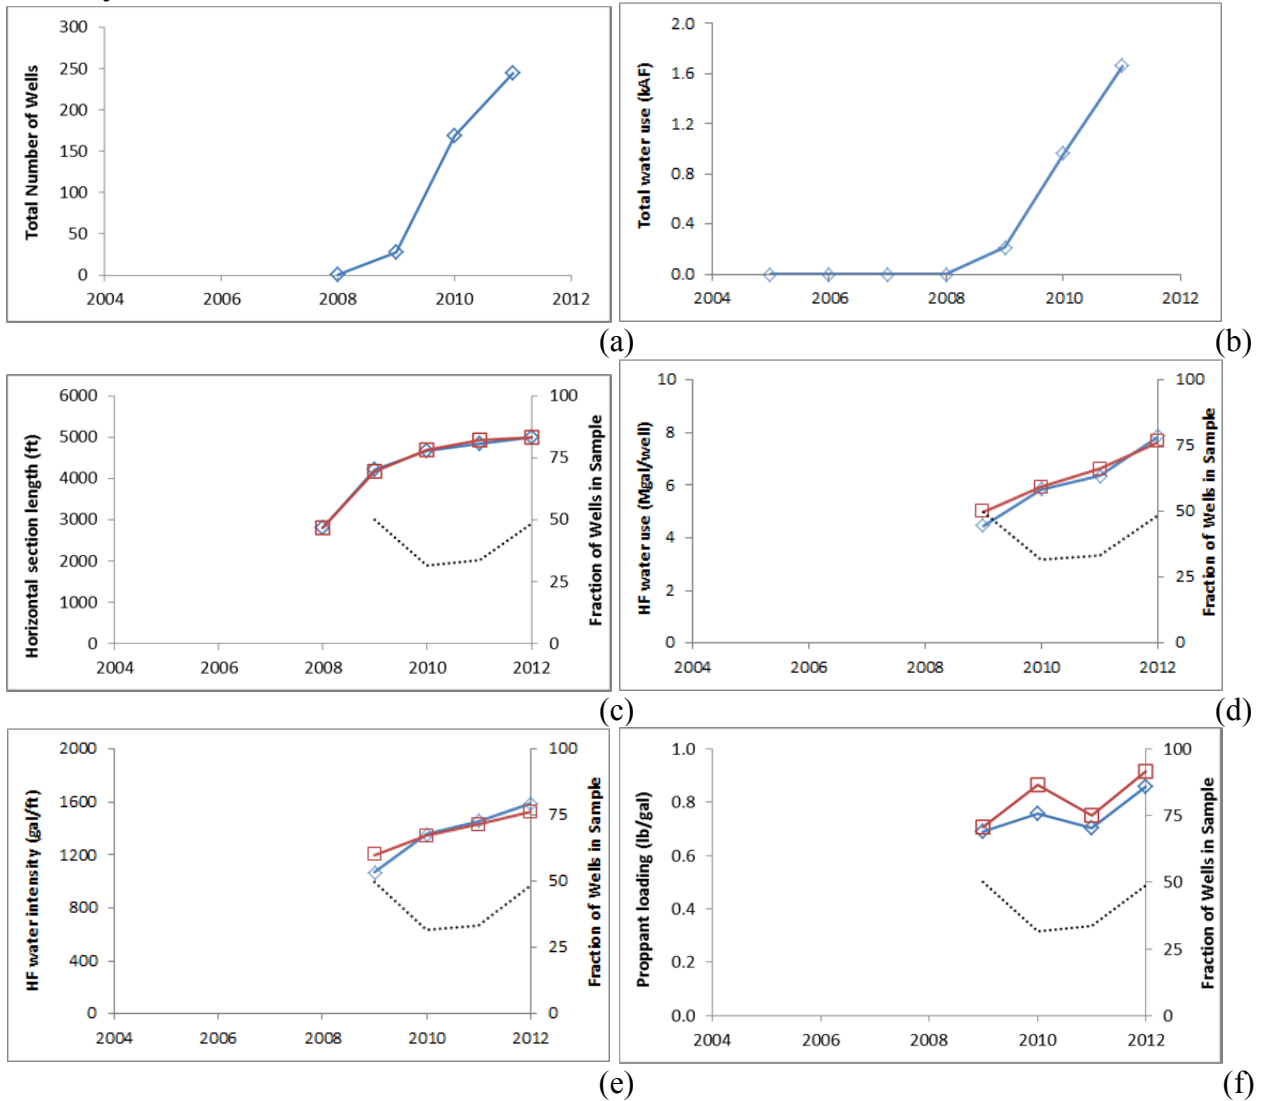 300
250
200
150
100
50
0
2004 2006 2008 2010 2012
Total Number of Wells
(a)
2.0
1.6
1.2
0.8
0.4
0.0
2004 2006 2008 2010 2012
Total water use (kAF)
(b)
6000
5000
4000
3000
2000
1000
0
2004 2006 2008 2010 2012
Horizontal section length (ft)
100
75
50
25
0
Fraction of Wells in Sample
(c)
10
8
6
4
2
0
2004 2006 2008 2010 2012
HF water use (Mgal/well)
100
75
50
25
0
Fraction of Wells in Sample
(d)
2000
1600
1200
800
400
0
2004 2006 2008 2010 2012
HF water intensity (gal/ft)
100
75
50
25
0
Fraction of Wells in Sample
(e)
1.0
0.8
0.6
0.4
0.2
0.0
2004 2006 2008 2010 2012
Proppant loading (lb/gal)
100
75
50
25
0
Fraction of Wells in Sample
(f)